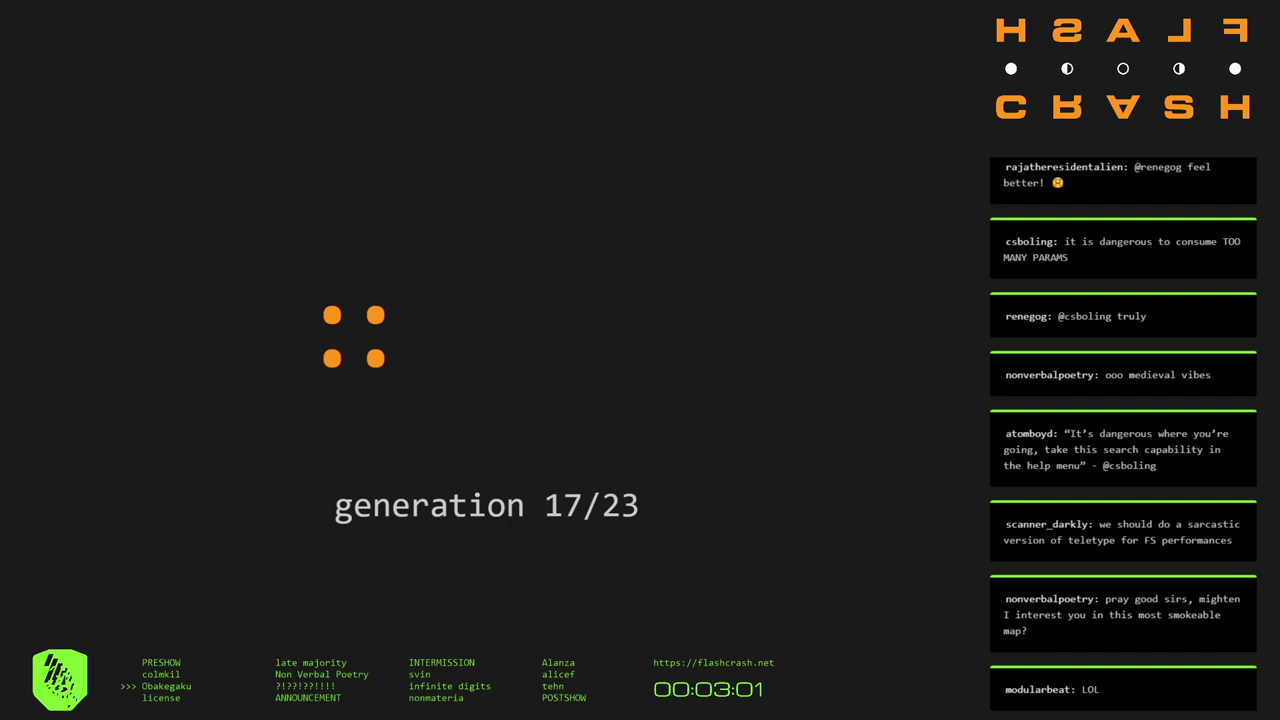 FLASH
CRASH
rajatheresidentalien: @renegog feel
better! 🤗
csboling: it is dangerous to consume TOO
MANY PARAMS
renegog: @csboling truly
nonverbalpoetry: ooo medieval vibes
atomboyd: “It’s dangerous where you’re
going, take this search capability in
the help menu” - @csboling
scanner_darkly: we should do a sarcastic
version of teletype for FS performances
nonverbalpoetry: pray good sirs, mighten
I interest you in this most smokeable
map?
modularbeat: LOL
generation 17/23
PRESHOW
colmkil
>>> Obakegaku
license
late majority
Non Verbal Poetry
?!??!??!!!!
ANNOUNCEMENT
INTERMISSION
svin
infinite digits
nonmateria
Alanza
alicef
tehn
POSTSHOW
https://flashcrash.net
00:03:01